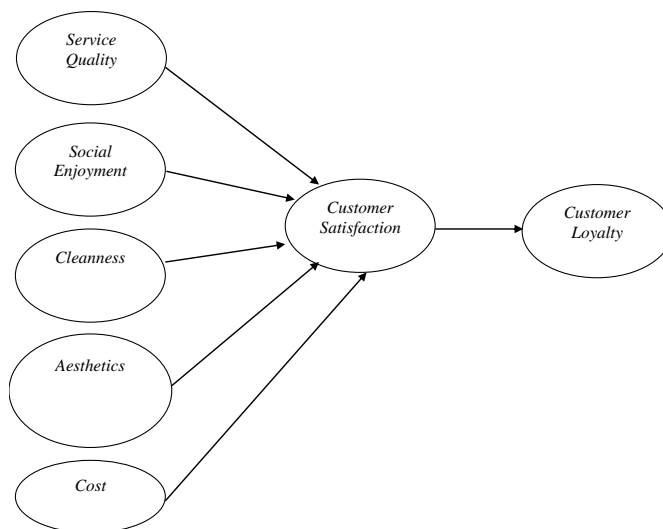 Service
Quality
Social
Enjoyment
Cleanness
Aesthetics
Cost
Customer
Satisfaction
Customer
Loyalty